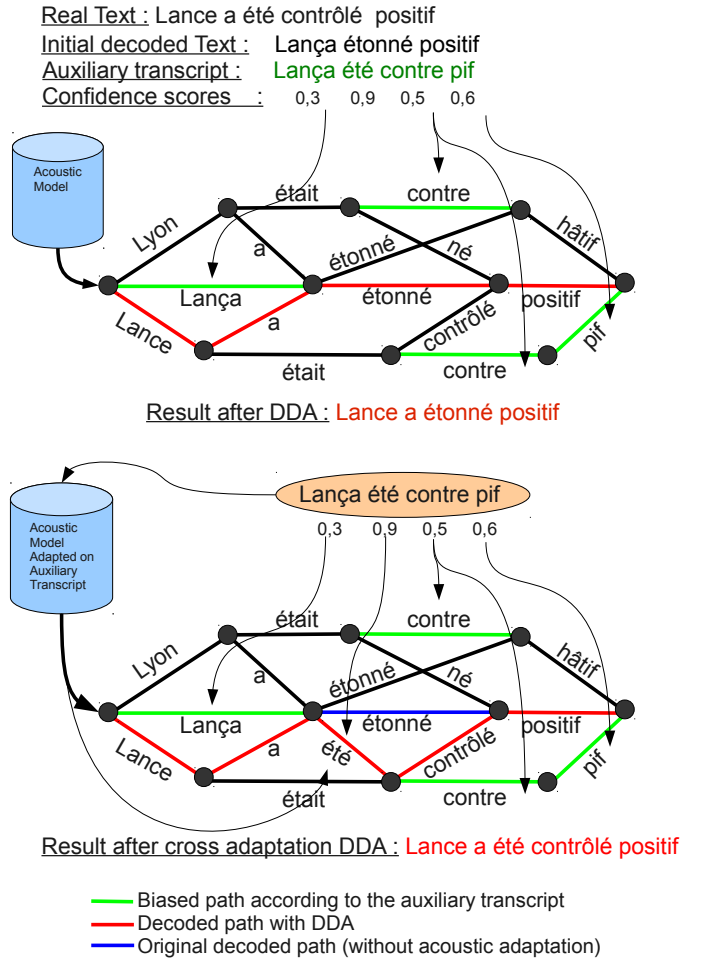 Real Text : Lance a été contrôlé positif
Initial decoded Text : Lança étonné positif
Auxiliary transcript : Lança été contre pif
Confidence scores : 0,3 0,9 0,5 0,6
Acoustic
Model
était
contre
Lyon
a
étonné
né
hâtif
Lança
étonné
positif
Lance
a
contrôlé
pif
était
contre
Result after DDA : Lance a étonné positif
Lança été contre pif
0,3 0,9 0,5 0,6
Acoustic
Model
Adapted on
Auxiliary
Transcript
était
contre
Lyon
a
étonné
né
hâtif
Lança
étonné
positif
Lance
a
été
contrôlé
pif
était
contre
Result after cross adaptation DDA : Lance a été contrôlé positif
Biased path according to the auxiliary transcript
Decoded path with DDA
Original decoded path (without acoustic adaptation)